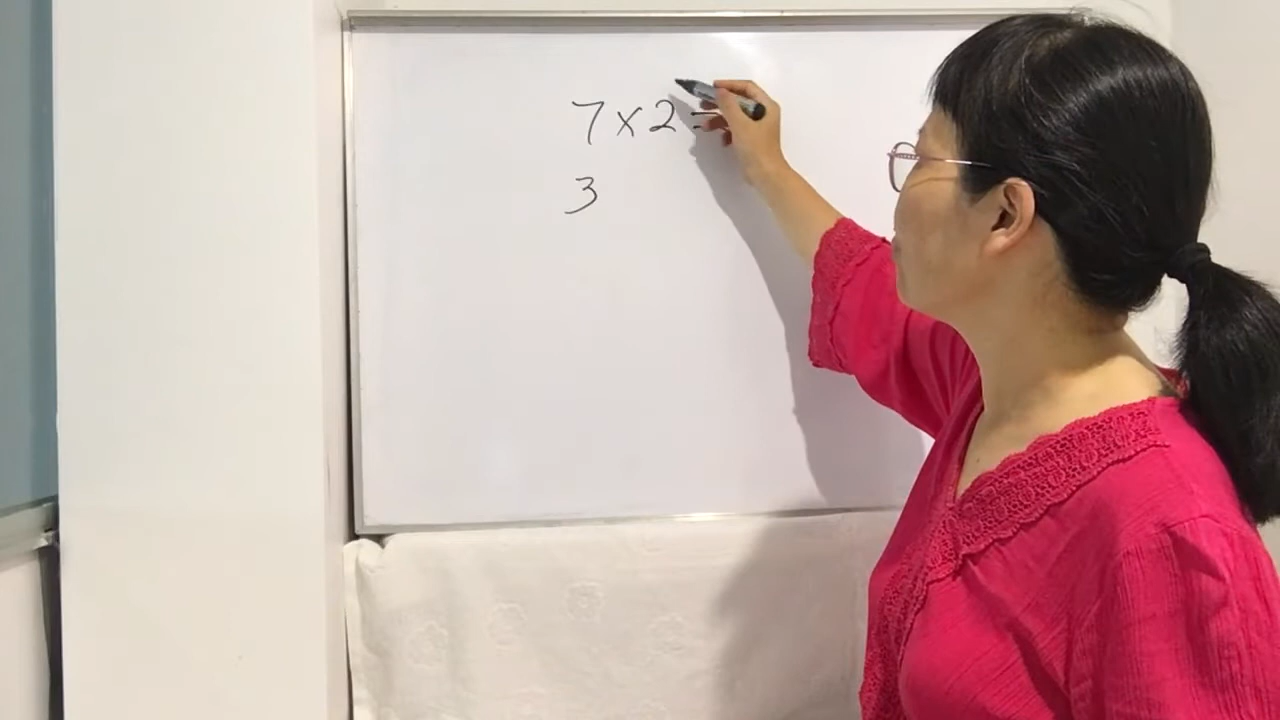 7 × 2 =
3